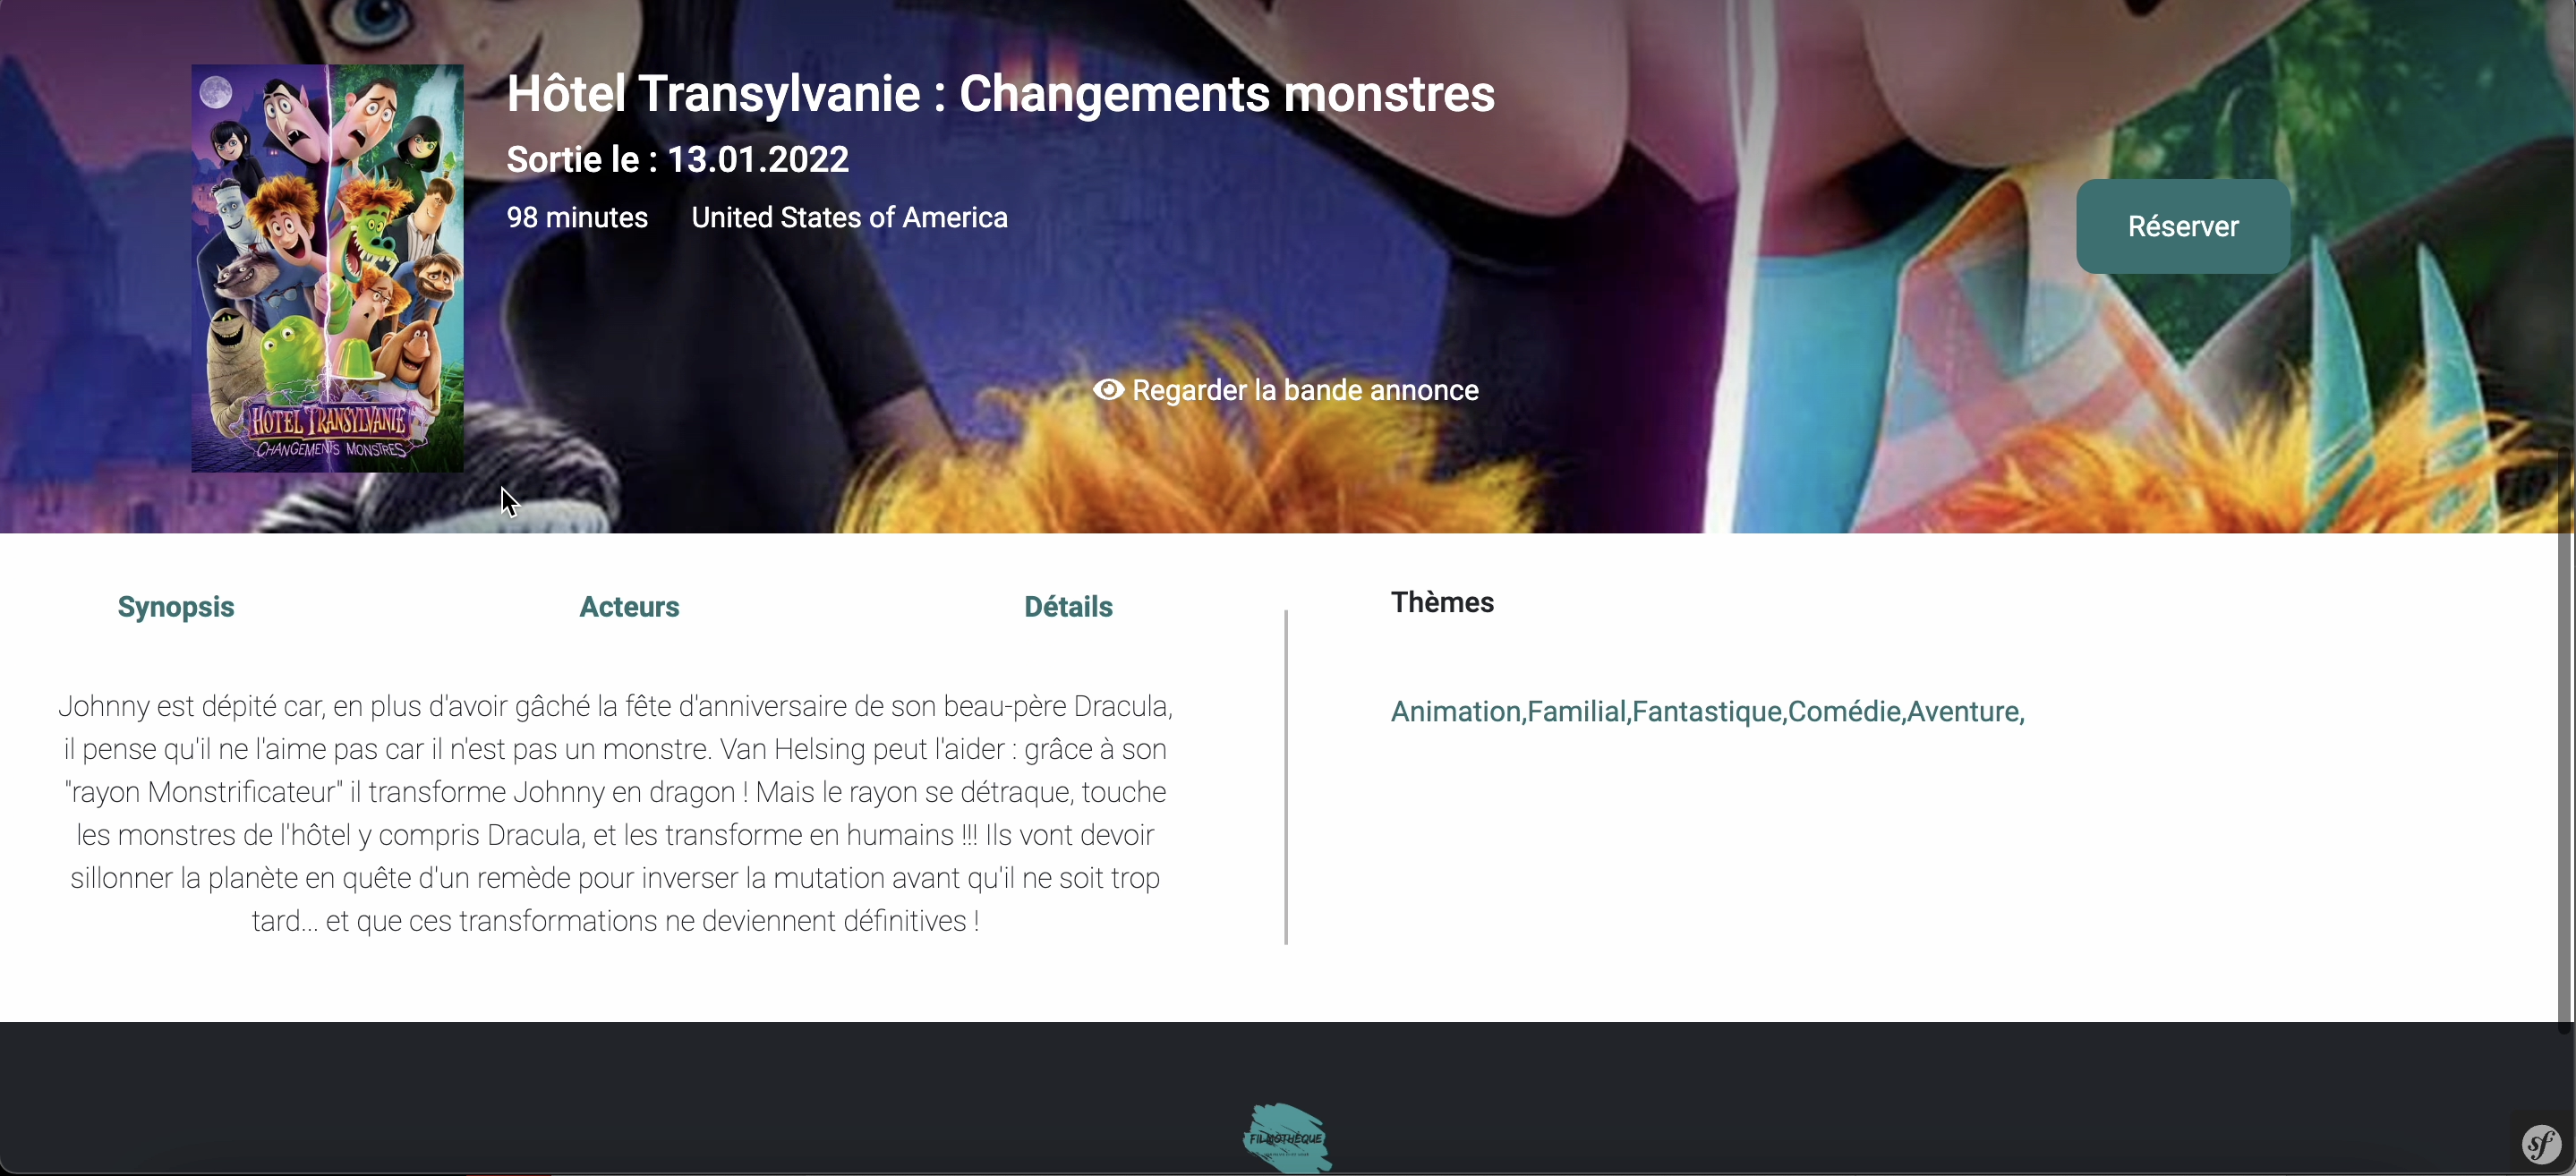 Hôtel Transylvanie : Changements monstres
Sortie le : 13.01.2022
98 minutes United States of America
Réserver
Regarder la bande annonce
HÔTEL TRANSYLVANIE
CHANGEMENTS MONSTRES
Synopsis Acteurs Détails
Johnny est dépité car, en plus d'avoir gâché la fête d'anniversaire de son beau-père Dracula,
il pense qu'il ne l'aime pas car il n'est pas un monstre. Van Helsing peut l'aider : grâce à son
"rayon Monstrificateur" il transforme Johnny en dragon ! Mais le rayon se détraque, touche
les monstres de l'hôtel y compris Dracula, et les transforme en humains !!! Ils vont devoir
sillonner la planète en quête d'un remède pour inverser la mutation avant qu'il ne soit trop
tard... et que ces transformations ne deviennent définitives !
Thèmes
Animation,Familial,Fantastique,Comédie,Aventure,
FILMOTHÈQUE
sf